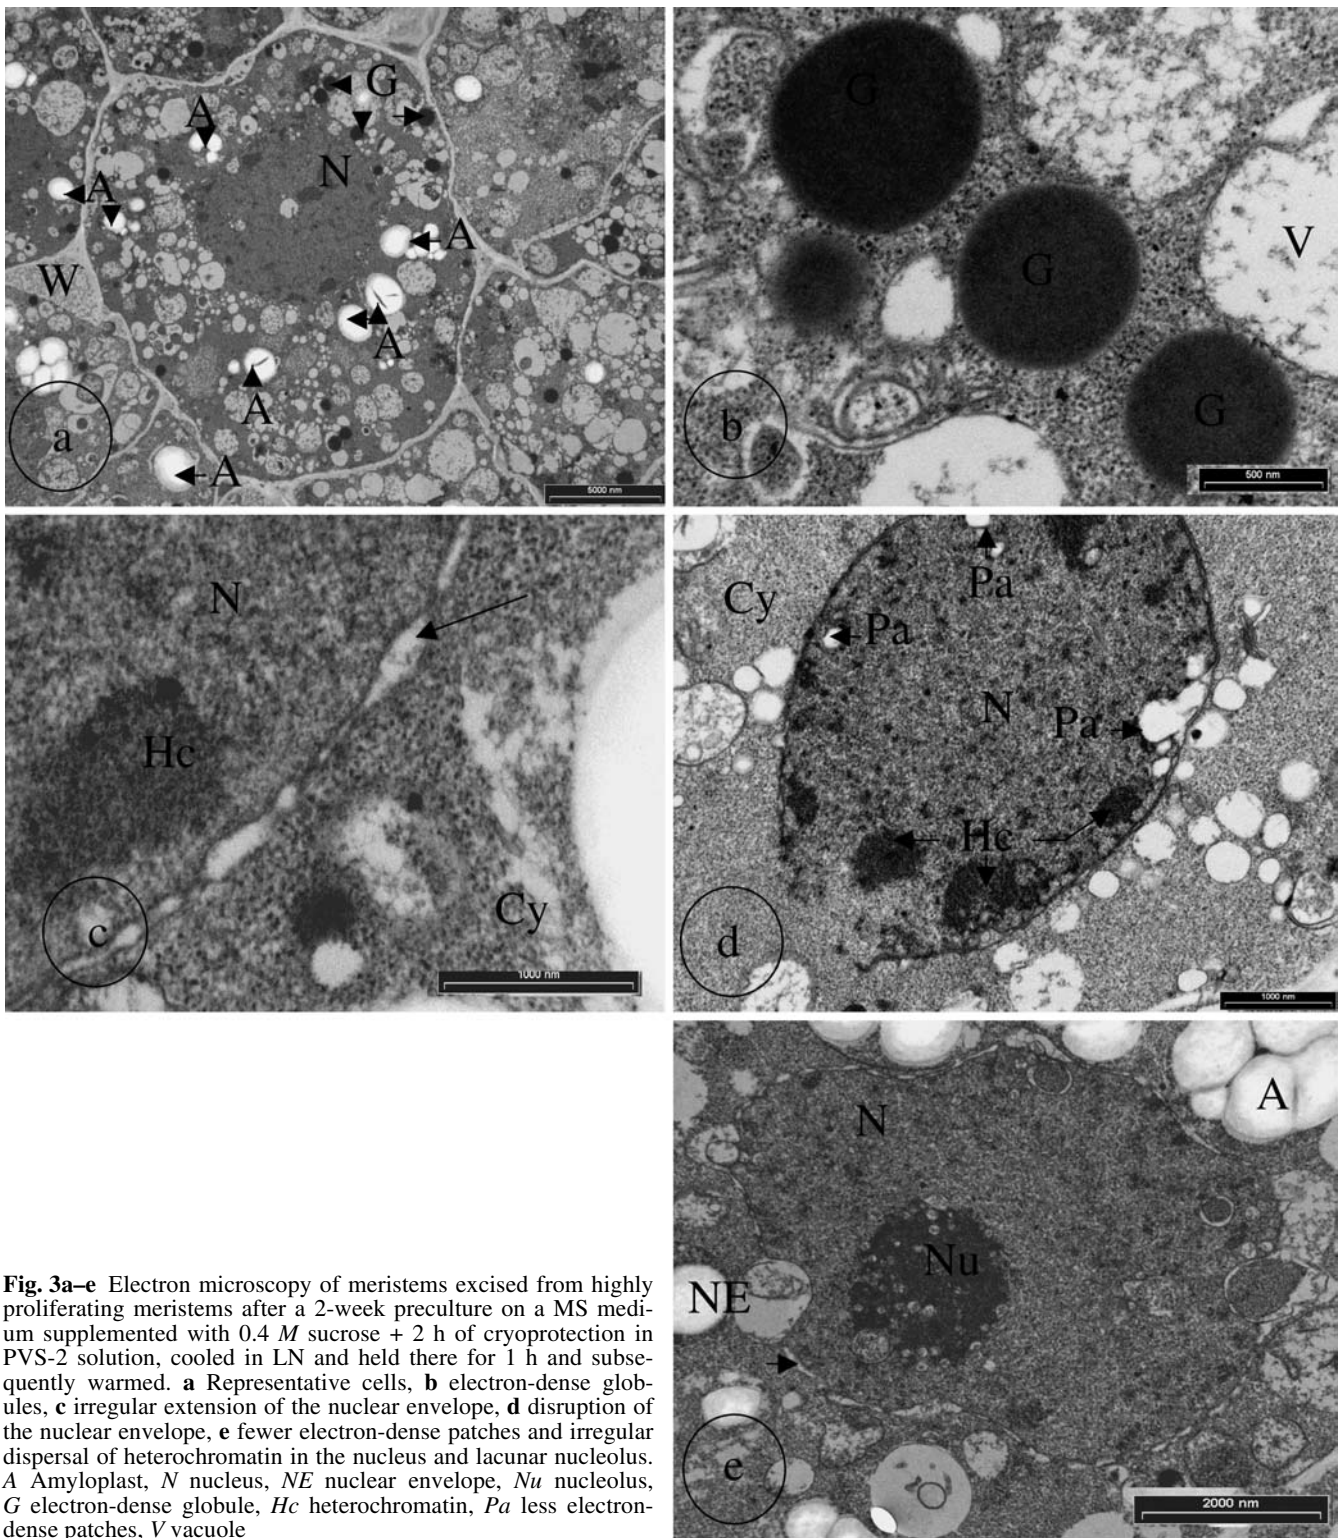 A
G
N
A
A
A
W
A
A
a
5000 nm
G
G
V
G
b
500 nm
N
Hc
Cy
c
1000 nm
Cy
Pa
Pa
N
Pa
Hc
d
1000 nm
N
A
Nu
NE
e
2000 nm
Fig. 3a–e Electron microscopy of meristems excised from highly
proliferating meristems after a 2-week preculture on a MS medi-
um supplemented with 0.4 M sucrose + 2 h of cryoprotection in
PVS-2 solution, cooled in LN and held there for 1 h and subse-
quently warmed. a Representative cells, b electron-dense glob-
ules, c irregular extension of the nuclear envelope, d disruption of
the nuclear envelope, e fewer electron-dense patches and irregular
dispersal of heterochromatin in the nucleus and lacunar nucleolus.
A Amyloplast, N nucleus, NE nuclear envelope, Nu nucleolus,
G electron-dense globule, Hc heterochromatin, Pa less electron-
dense patches, V vacuole